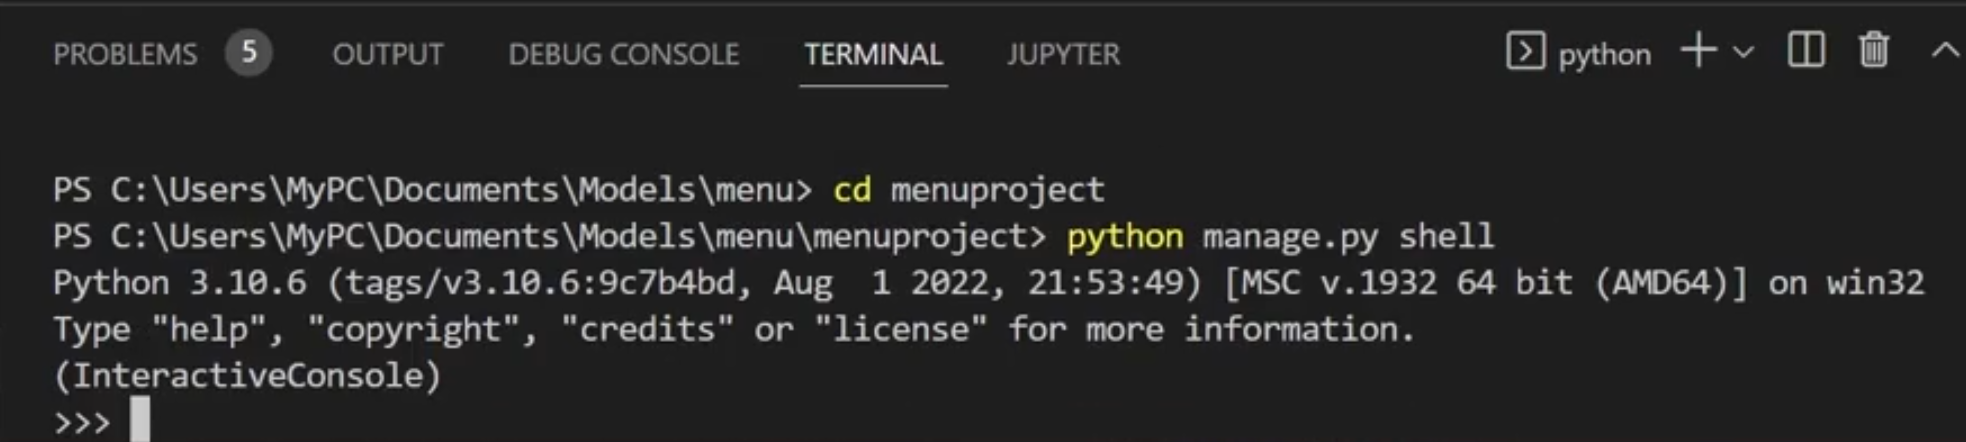 PROBLEMS 5 OUTPUT DEBUG CONSOLE TERMINAL JUPYTER python
PS C:\Users\MyPC\Documents\Models\menu> cd menuproject
PS C:\Users\MyPC\Documents\Models\menu\menuproject> python manage.py shell
Python 3.10.6 (tags/v3.10.6:9c7b4bd, Aug  1 2022, 21:53:49) [MSC v.1932 64 bit (AMD64)] on win32
Type "help", "copyright", "credits" or "license" for more information.
(InteractiveConsole)
>>>